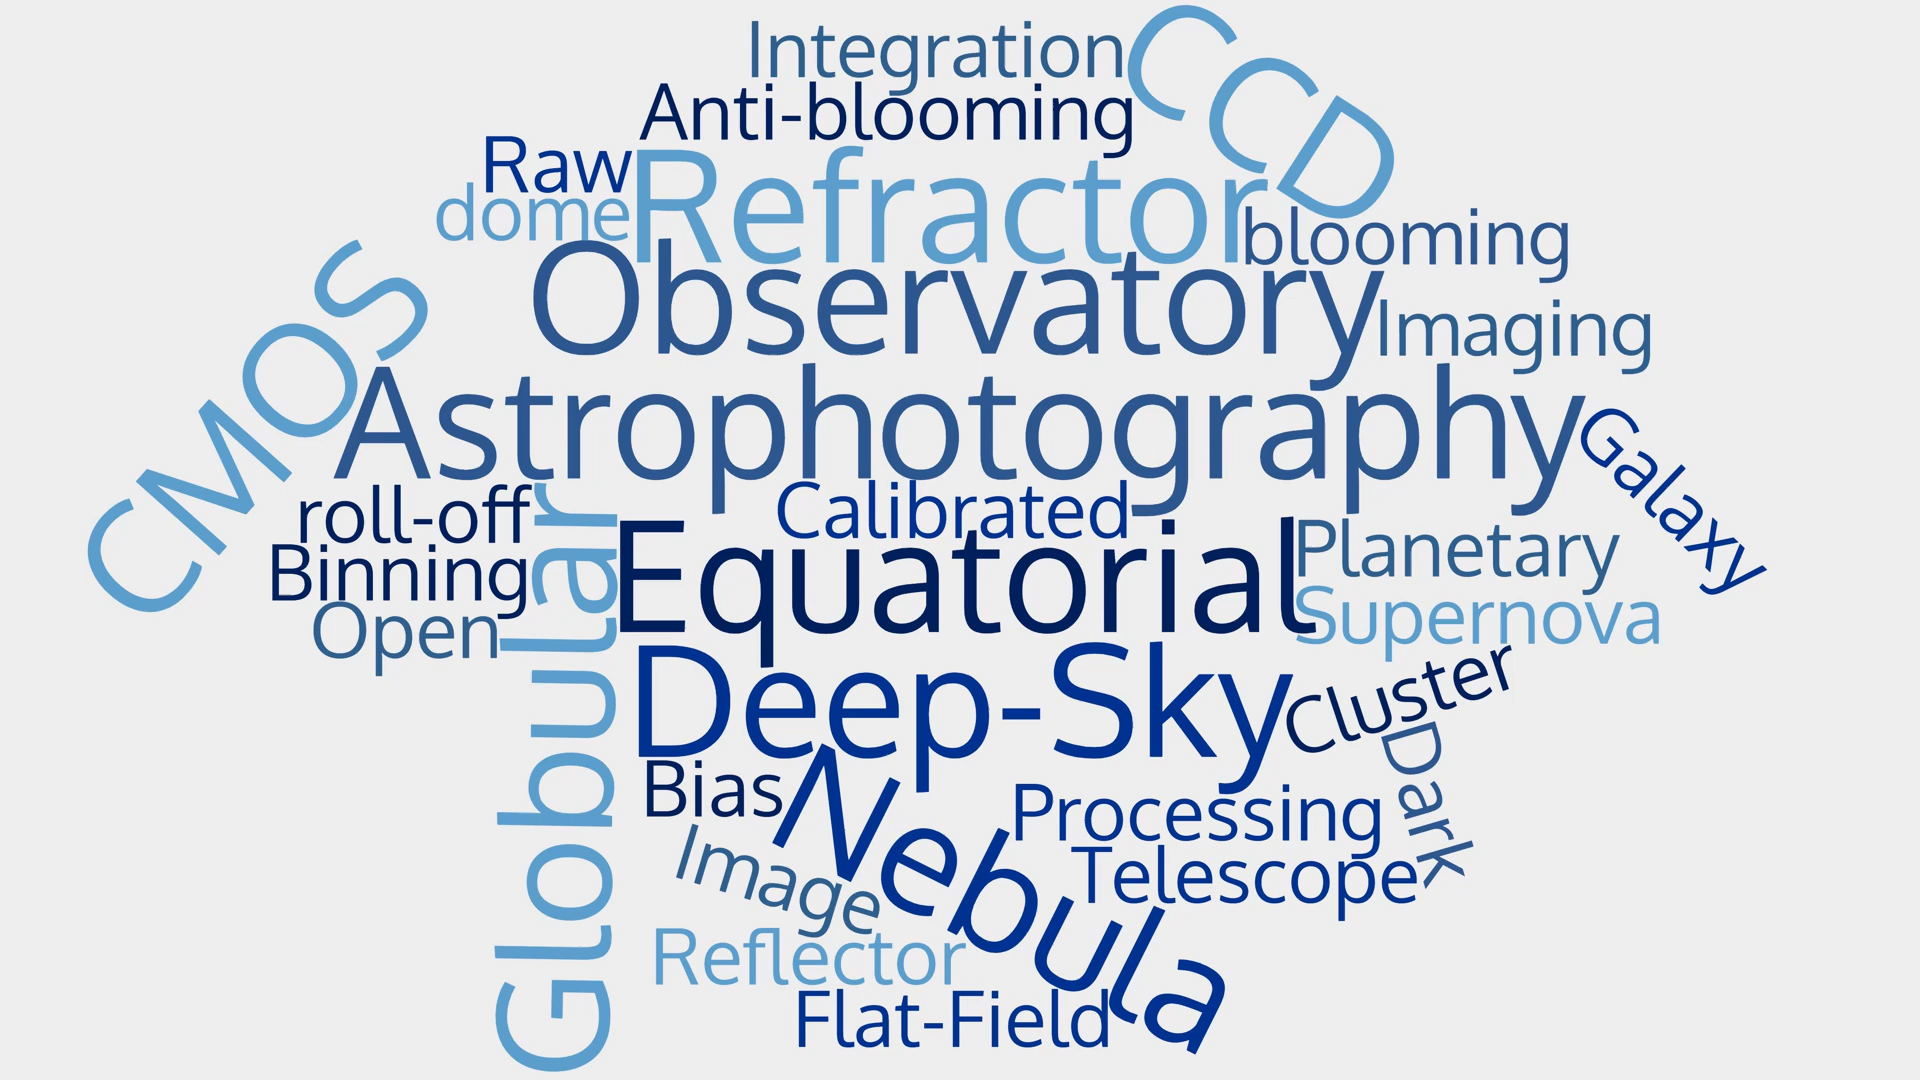 Integration
CCD
Anti-blooming
Raw
dome
Refractor
blooming
Observatory
Imaging
CMOS
Astrophotography
Galaxy
roll-off
Calibrated
Binning
Equatorial
Planetary
Open
Globular
Supernova
Deep-Sky
Cluster
Dark
Bias
Nebula
Processing
Image
Telescope
Reflector
Flat-Field